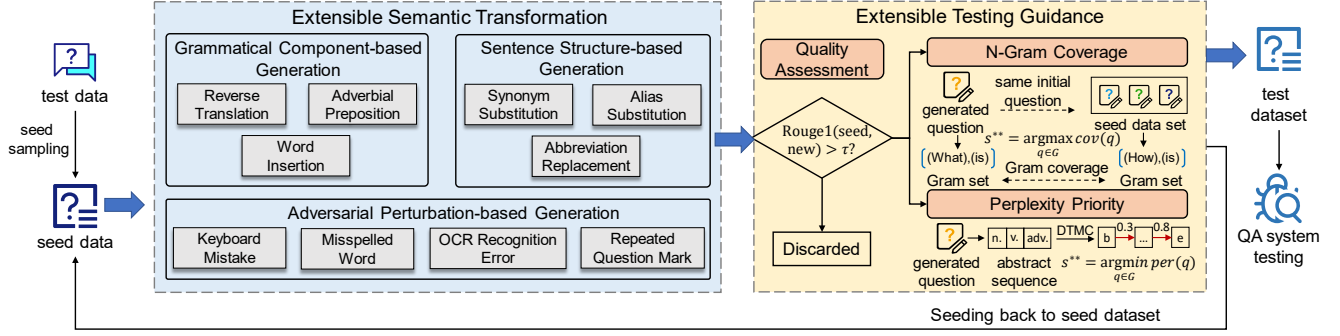 test data
seed
sampling
seed data
Extensible Semantic Transformation
Grammatical Component-based
Generation
Reverse
Translation
Adverbial
Preposition
Word
Insertion
Sentence Structure-based
Generation
Synonym
Substitution
Alias
Substitution
Abbreviation
Replacement
Adversarial Perturbation-based Generation
Keyboard
Mistake
Misspelled
Word
OCR Recognition
Error
Repeated
Question Mark
Extensible Testing Guidance
Quality
Assessment
Rouge1(seed,
new) > τ?
Discarded
N-Gram Coverage
generated
question
same initial
question
seed data set
s** = argmax cov(q)
q∈G
(What),(is)
(How),(is)
Gram set
Gram coverage
Gram set
Perplexity Priority
generated
question
n. v. adv.
abstract
sequence
DTMC
b 0.3 ... 0.8 e
s** = argmin per(q)
q∈G
test
dataset
QA system
testing
Seeding back to seed dataset